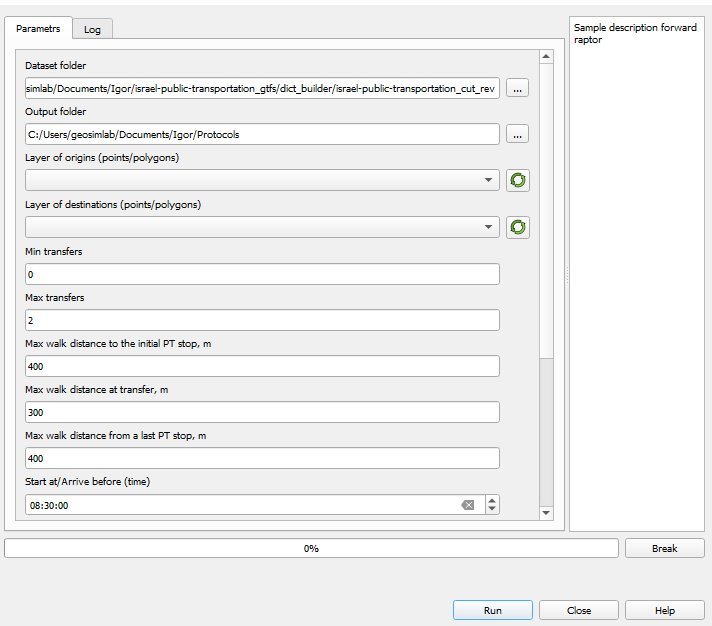 Parametrs
Log
Sample description forward
raptor
Dataset folder
simlab/Documents/Igor/israel-public-transportation_gtfs/dict_builder/israel-public-transportation_cut_rev
...
Output folder
C:/Users/geosimlab/Documents/Igor/Protocols
...
Layer of origins (points/polygons)
Layer of destinations (points/polygons)
Min transfers
0
Max transfers
2
Max walk distance to the initial PT stop, m
400
Max walk distance at transfer, m
300
Max walk distance from a last PT stop, m
400
Start at/Arrive before (time)
08:30:00
0%
Break
Run
Close
Help